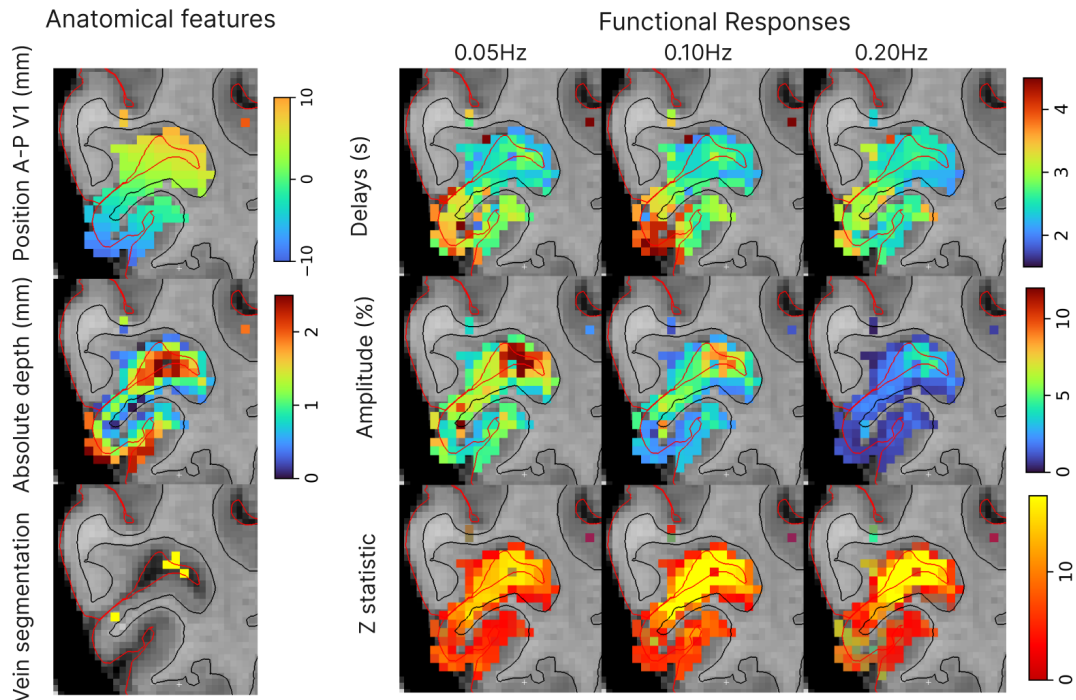 Anatomical features
Functional Responses
0.05Hz
0.10Hz
0.20Hz
Position A-P V1 (mm)
10
0
−10
Delays (s)
4
3
2
Absolute depth (mm)
2
1
0
Amplitude (%)
10
5
0
Vein segmentation
Z statistic
10
0